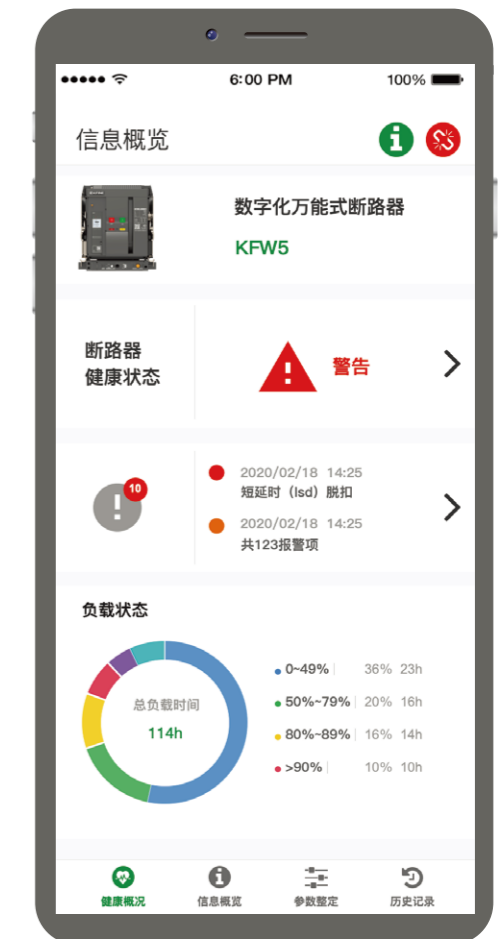 6:00 PM
100%
信息概览
数字化万能式断路器
KFW5
断路器
健康状态
警告
10
2020/02/18 14:25
短延时（Isd）脱扣
2020/02/18 14:25
共123报警项
负载状态
总负载时间
114h
0~49% 36% 23h
50%~79% 20% 16h
80%~89% 16% 14h
>90% 10% 10h
健康概况 信息概览 参数整定 历史记录